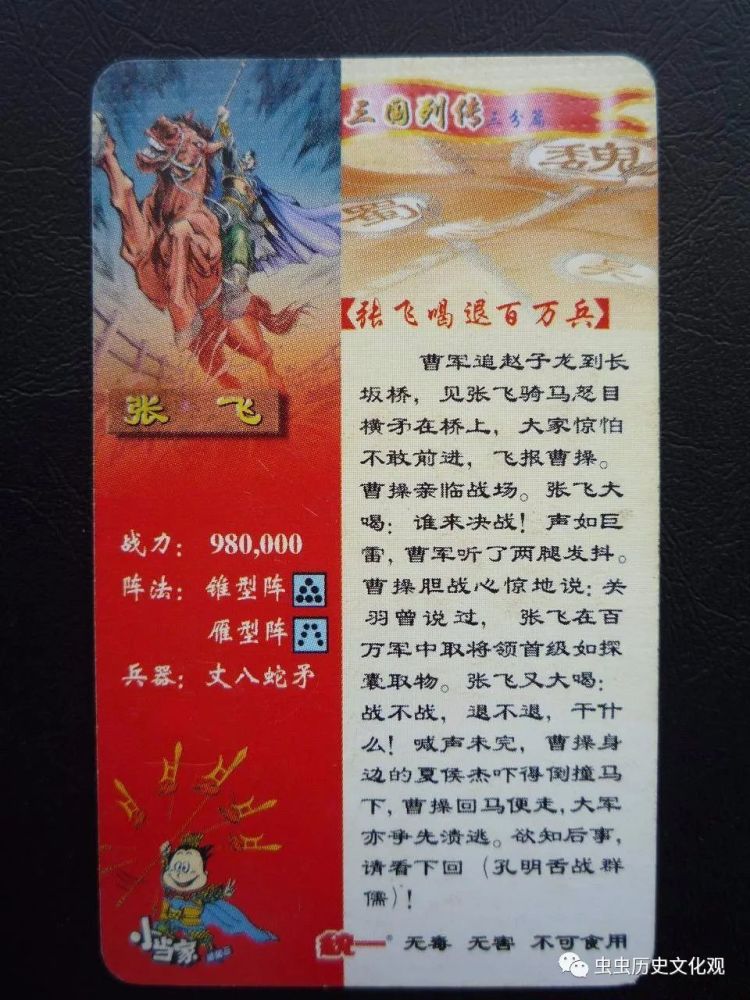 三国列传 三分篇
魏
蜀
【张飞喝退百万兵】
曹军追赵子龙到长
坂桥，见张飞骑马怒目
横矛在桥上，大家惊怕
不敢前进，飞报曹操。
曹操亲临战场。张飞大
喝：谁来决战！声如巨
雷，曹军听了两腿发抖。
曹操胆战心惊地说：关
羽曾说过，张飞在百
万军中取将领首级如探
囊取物。张飞又大喝：
战不战，退不退，干什
么！喊声未完，曹操身
边的夏侯杰吓得倒撞马
下，曹操回马便走，大军
亦争先溃逃。欲知后事，
请看下回（孔明舌战群
儒）！
张 飞
战力：980,000
阵法：锥型阵
雁型阵
兵器：丈八蛇矛
小当家
统一® 无毒 无害 不可食用
虫虫历史文化观